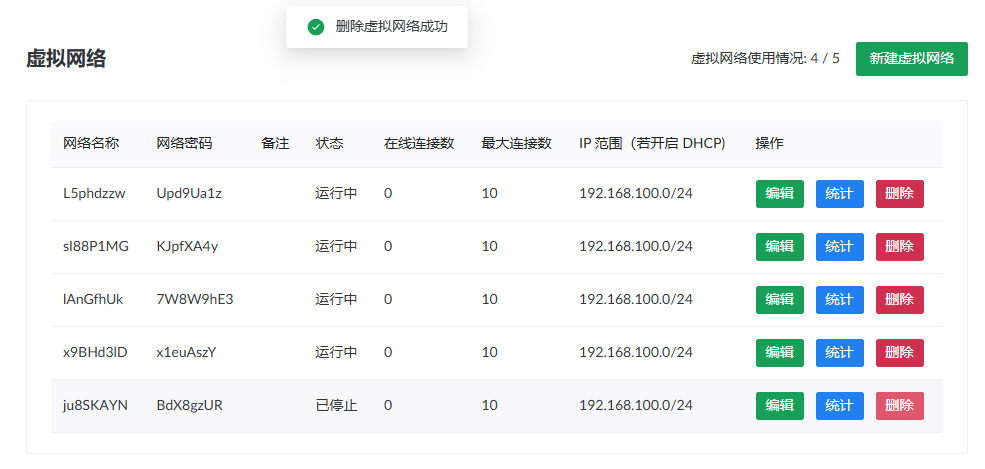 删除虚拟网络成功
虚拟网络 虚拟网络使用情况: 4 / 5 新建虚拟网络
网络名称 网络密码 备注 状态 在线连接数 最大连接数 IP 范围（若开启 DHCP) 操作
L5phdzzw Upd9Ua1z 运行中 0 10 192.168.100.0/24 编辑 统计 删除
sl88P1MG KJpfXA4y 运行中 0 10 192.168.100.0/24 编辑 统计 删除
lAnGfhUk 7W8W9hE3 运行中 0 10 192.168.100.0/24 编辑 统计 删除
x9BHd3lD x1euAszY 运行中 0 10 192.168.100.0/24 编辑 统计 删除
ju8SKAYN BdX8gzUR 已停止 0 10 192.168.100.0/24 编辑 统计 删除